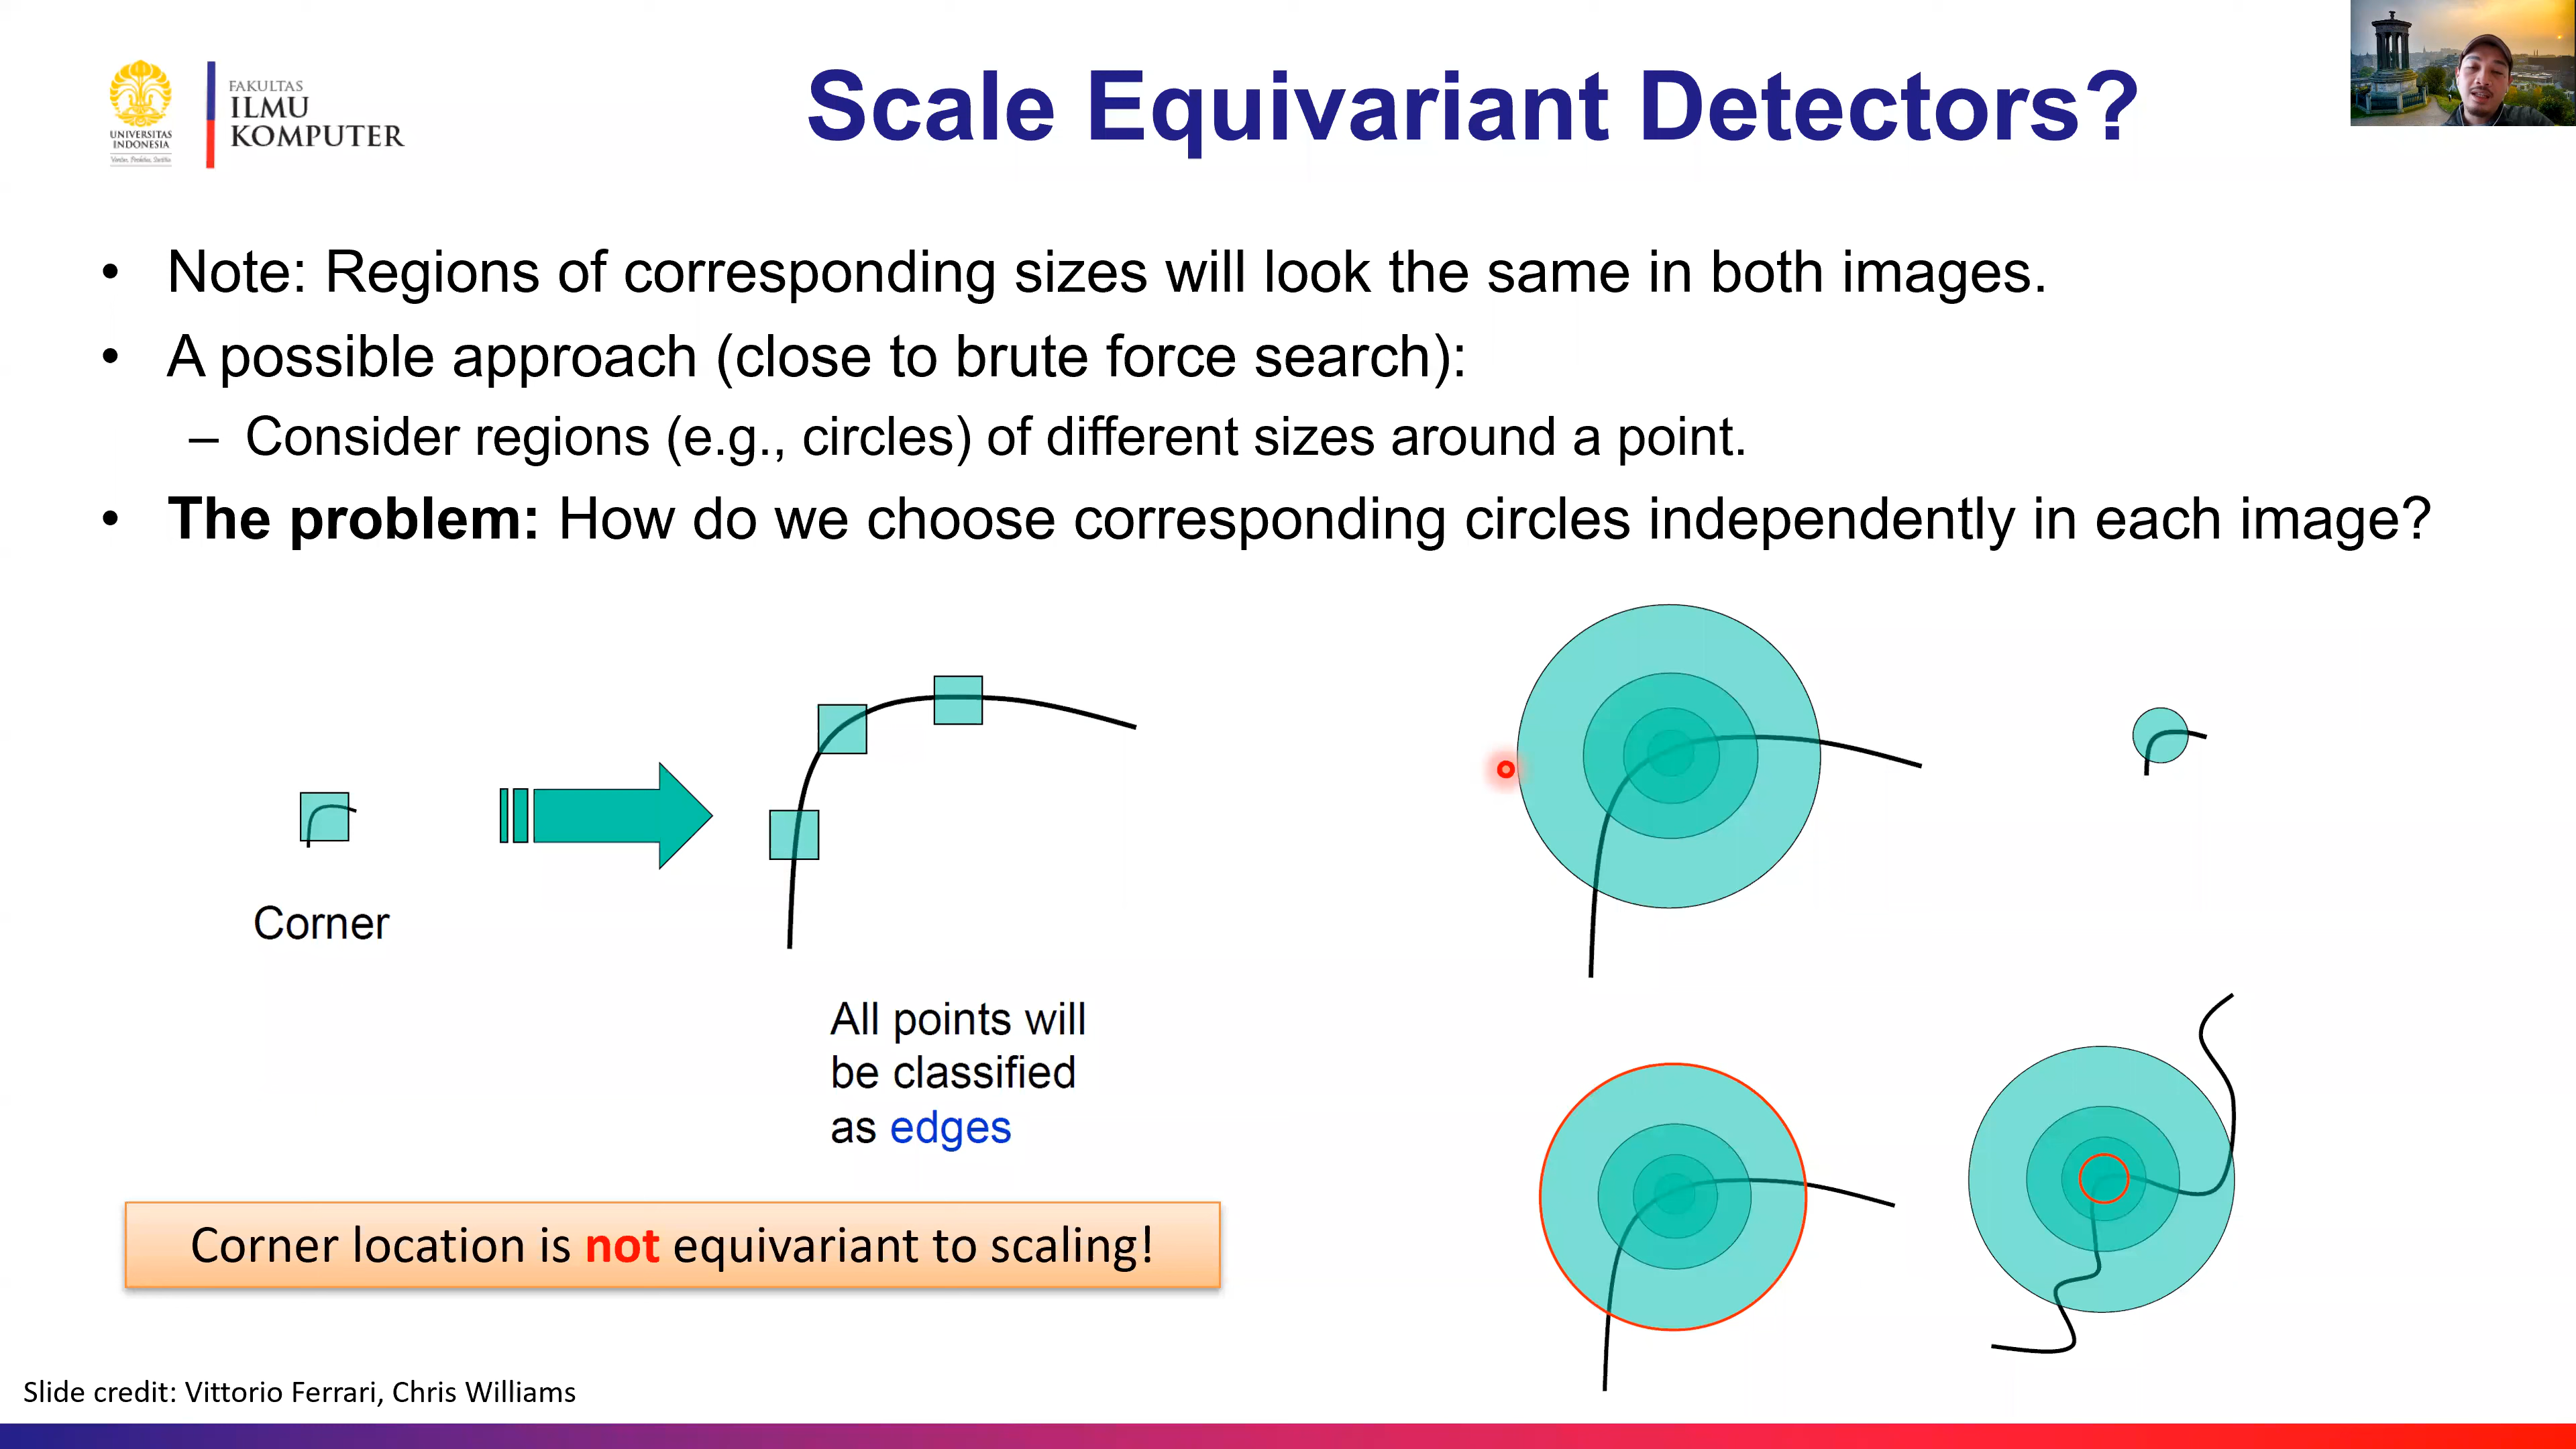 UNIVERSITAS
INDONESIA
Veritas, Probitas, Iustitia
FAKULTAS
ILMU
KOMPUTER
Scale Equivariant Detectors?
• Note: Regions of corresponding sizes will look the same in both images.
• A possible approach (close to brute force search):
– Consider regions (e.g., circles) of different sizes around a point.
• The problem: How do we choose corresponding circles independently in each image?
Corner
All points will
be classified
as edges
Corner location is not equivariant to scaling!
Slide credit: Vittorio Ferrari, Chris Williams